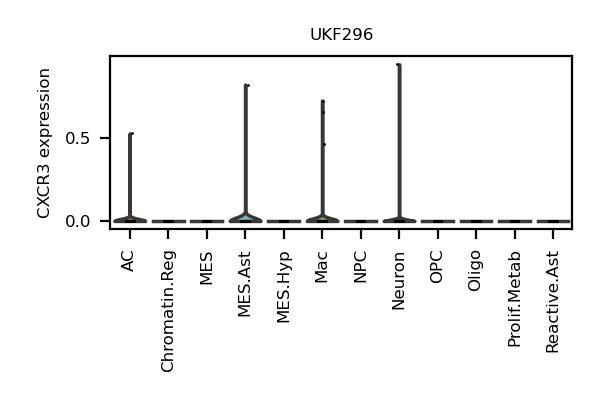 UKF296
CXCR3 expression
0.5
0.0
AC
Chromatin.Reg
MES
MES.Ast
MES.Hyp
Mac
NPC
Neuron
OPC
Oligo
Prolif.Metab
Reactive.Ast